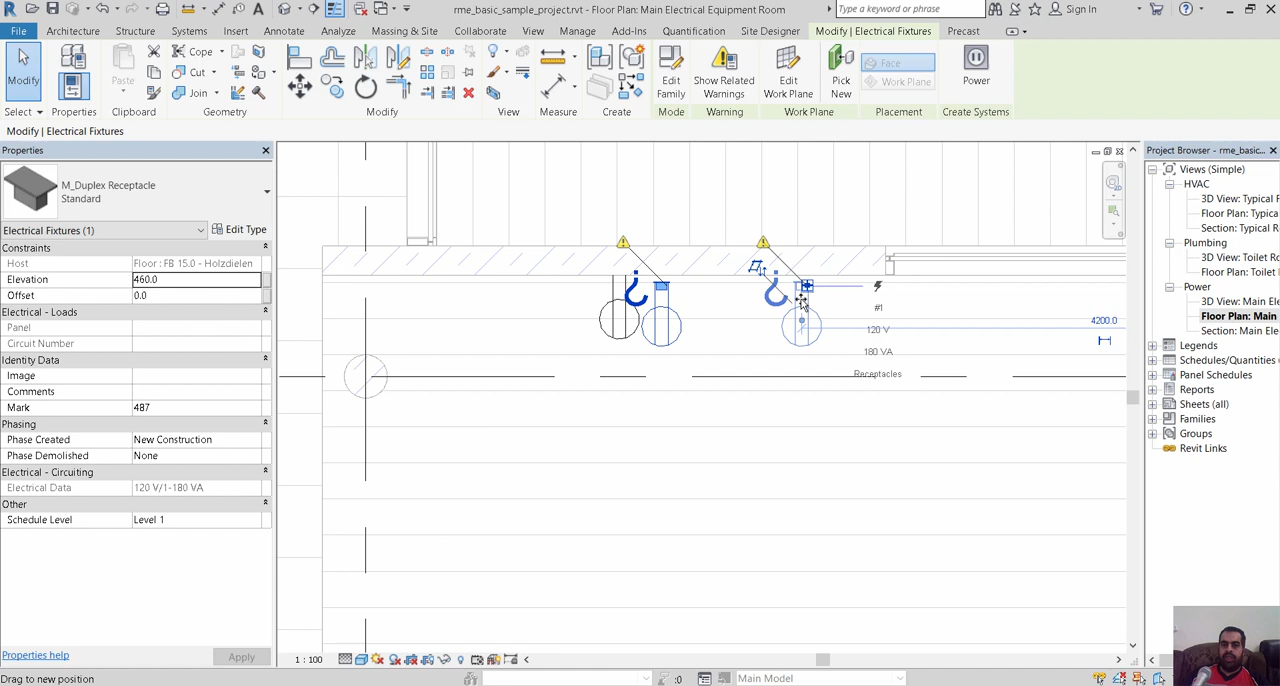 rme_basic_sample_project.rvt - Floor Plan: Main Electrical Equipment Room
Type a keyword or phrase
Sign In
File
Architecture
Structure
Systems
Insert
Annotate
Analyze
Massing & Site
Collaborate
View
Manage
Add-Ins
Quantification
Site Designer
Modify | Electrical Fixtures
Precast
Modify
Paste
Cope
Cut
Join
Edit Family
Show Related Warnings
Edit Work Plane
Pick New
Face
Work Plane
Power
Select
Properties
Clipboard
Geometry
Modify
View
Measure
Create
Mode
Warning
Work Plane
Placement
Create Systems
Modify | Electrical Fixtures
Properties
M_Duplex Receptacle
Standard
Electrical Fixtures (1)
Edit Type
Constraints
Host Floor : FB 15.0 - Holzdielen
Elevation 460.0
Offset 0.0
Electrical - Loads
Panel
Circuit Number
Identity Data
Image
Comments
Mark 487
Phasing
Phase Created New Construction
Phase Demolished None
Electrical - Circuiting
Electrical Data 120 V/1-180 VA
Other
Schedule Level Level 1
Properties help
Apply
#1
120 V
180 VA
Receptacles
4200.0
1 : 100
Project Browser - rme_basic...
Views (Simple)
HVAC
3D View: Typical F
Floor Plan: Typica
Section: Typical R
Plumbing
3D View: Toilet Ro
Floor Plan: Toilet
Power
3D View: Main Ele
Floor Plan: Main
Section: Main Ele
Legends
Schedules/Quantities
Panel Schedules
Reports
Sheets (all)
Families
Groups
Revit Links
Drag to new position
:0
Main Model